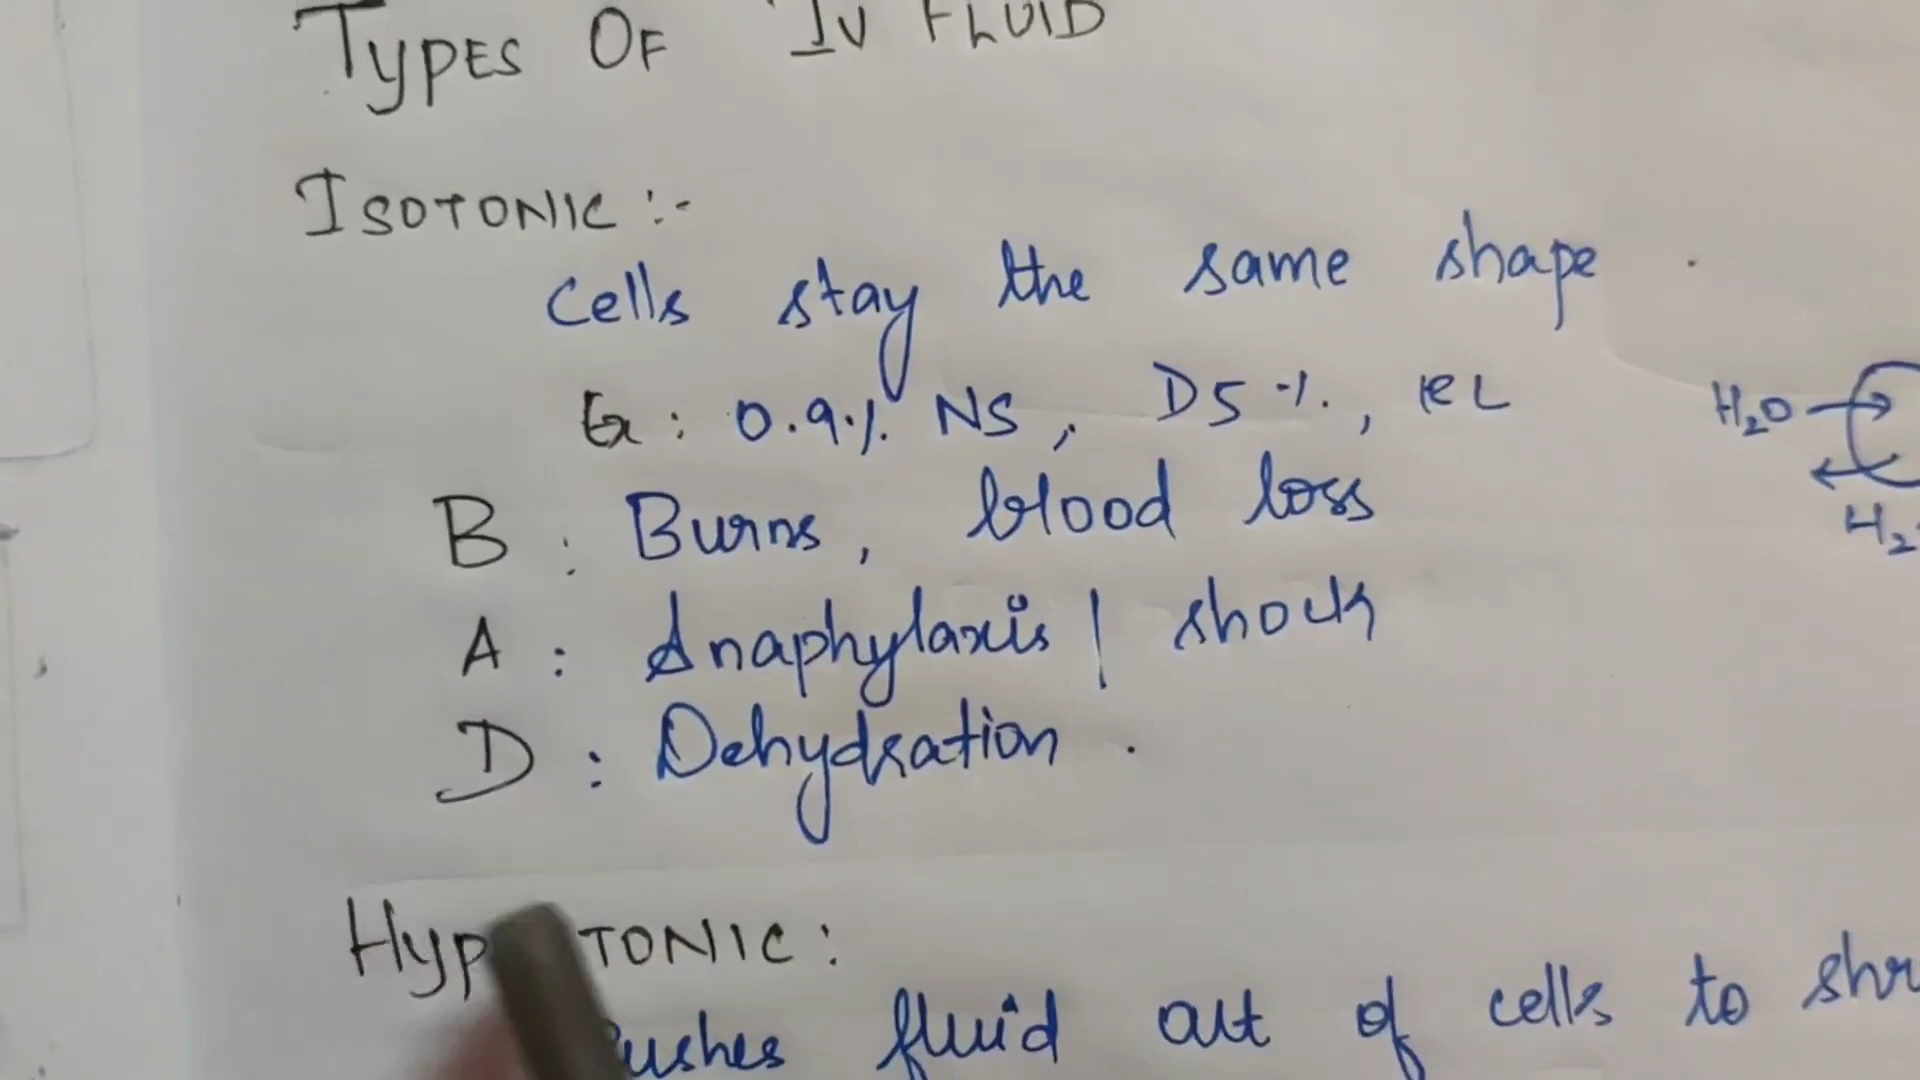 TYPES OF IV FLUID
ISOTONIC :-
Cells stay the same shape .
Ex : 0.9% NS , D5% , RL
H₂O
B : Burns , blood loss
A : Anaphylaxis | shock
D : Dehydration .
TONIC :
fluid out of cells to